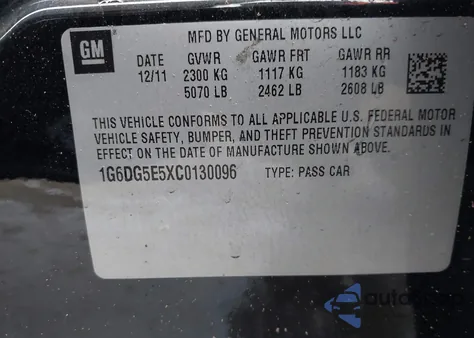 MFD BY GENERAL MOTORS LLC
GM
DATE GVWR GAWR FRT GAWR RR
12/11 2300 KG 1117 KG 1183 KG
5070 LB 2462 LB 2608 LB
THIS VEHICLE CONFORMS TO ALL APPLICABLE U.S. FEDERAL MOTOR
VEHICLE SAFETY, BUMPER, AND THEFT PREVENTION STANDARDS IN
EFFECT ON THE DATE OF MANUFACTURE SHOWN ABOVE.
1G6DG5E5XC0130096 TYPE: PASS CAR